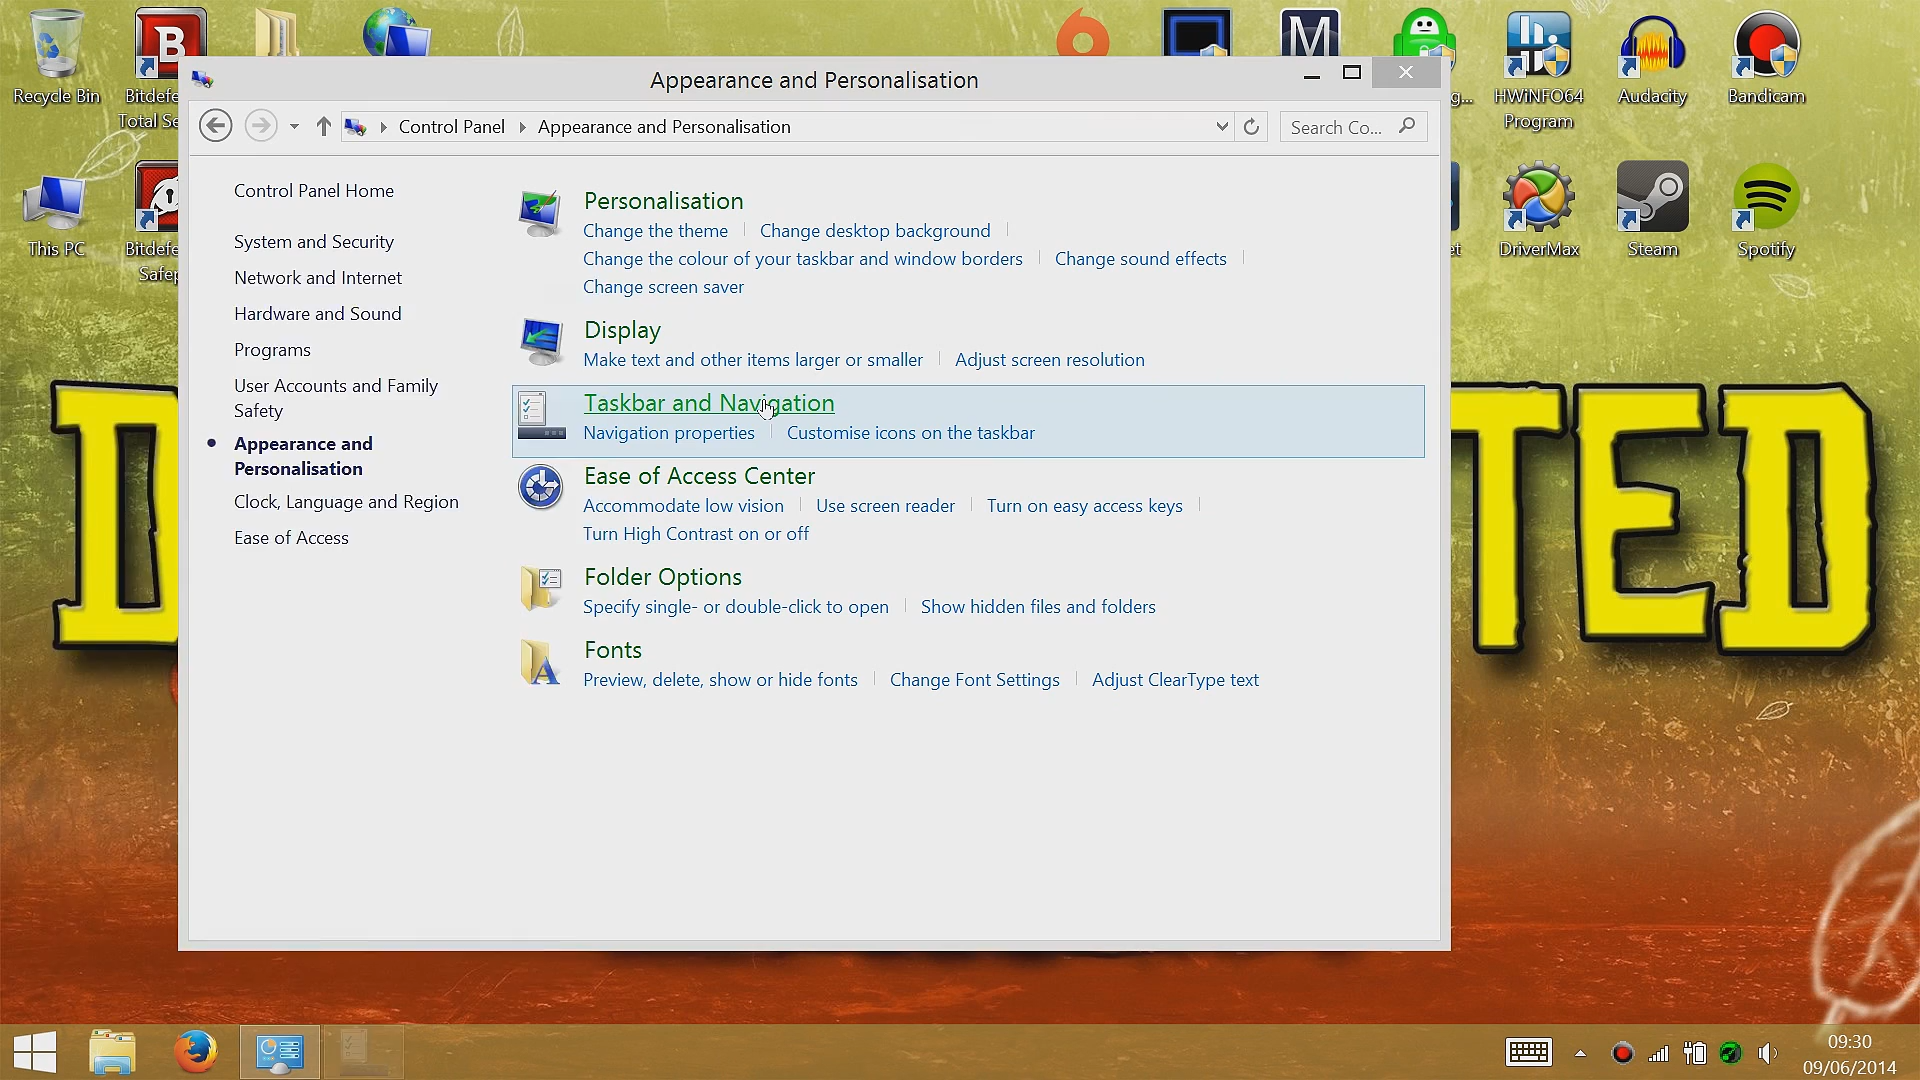 Recycle Bin
Bitdefe
Total Se
B
M
g...
HWiNFO64
Program
Audacity
Bandicam
Appearance and Personalisation
Control Panel
Appearance and Personalisation
Search Co...
This PC
Bitdefe
Safep
et
DriverMax
Steam
Spotify
Control Panel Home
System and Security
Network and Internet
Hardware and Sound
Programs
User Accounts and Family
Safety
Appearance and
Personalisation
Clock, Language and Region
Ease of Access
Personalisation
Change the theme
Change desktop background
Change the colour of your taskbar and window borders
Change sound effects
Change screen saver
Display
Make text and other items larger or smaller
Adjust screen resolution
Taskbar and Navigation
Navigation properties
Customise icons on the taskbar
Ease of Access Center
Accommodate low vision
Use screen reader
Turn on easy access keys
Turn High Contrast on or off
Folder Options
Specify single- or double-click to open
Show hidden files and folders
Fonts
Preview, delete, show or hide fonts
Change Font Settings
Adjust ClearType text
D
TED
09:30
09/06/2014